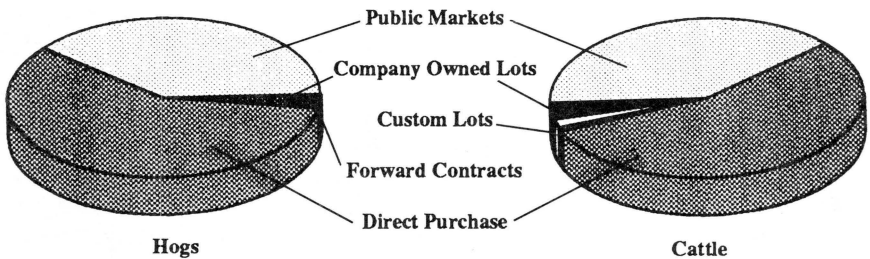 Public Markets
Company Owned Lots
Custom Lots
Forward Contracts
Direct Purchase
Hogs
Cattle